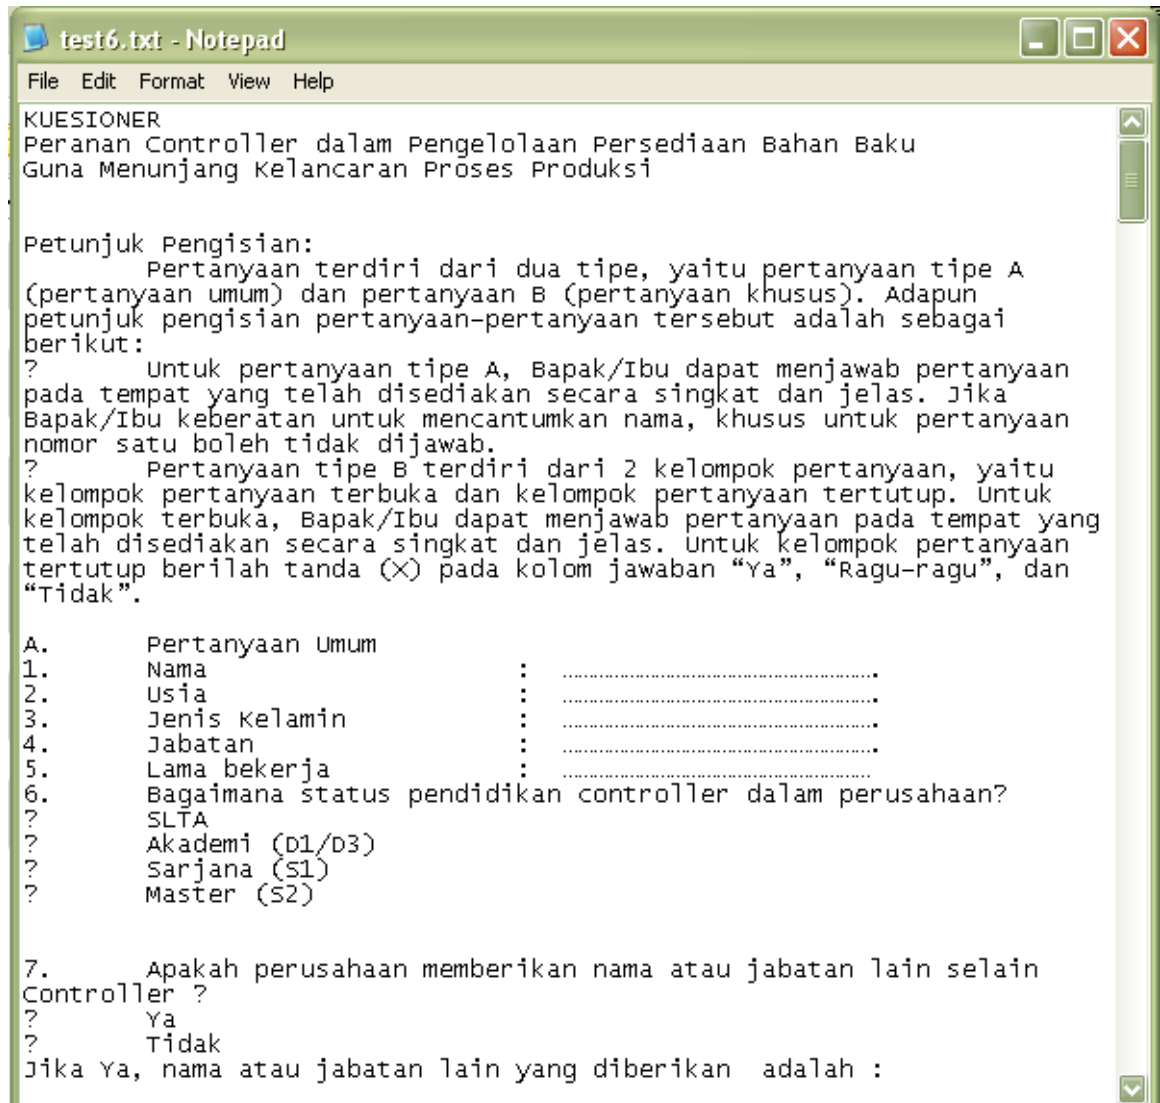 test6.txt - Notepad
File Edit Format View Help
KUESIONER
Peranan Controller dalam Pengelolaan Persediaan Bahan Baku
Guna Menunjang Kelancaran Proses Produksi
Petunjuk Pengisian:
Pertanyaan terdiri dari dua tipe, yaitu pertanyaan tipe A
(pertanyaan umum) dan pertanyaan B (pertanyaan khusus). Adapun
petunjuk pengisian pertanyaan-pertanyaan tersebut adalah sebagai
berikut:
? Untuk pertanyaan tipe A, Bapak/Ibu dapat menjawab pertanyaan
pada tempat yang telah disediakan secara singkat dan jelas. Jika
Bapak/Ibu keberatan untuk mencantumkan nama, khusus untuk pertanyaan
nomor satu boleh tidak dijawab.
? Pertanyaan tipe B terdiri dari 2 kelompok pertanyaan, yaitu
kelompok pertanyaan terbuka dan kelompok pertanyaan tertutup. Untuk
kelompok terbuka, Bapak/Ibu dapat menjawab pertanyaan pada tempat yang
telah disediakan secara singkat dan jelas. Untuk kelompok pertanyaan
tertutup berilah tanda (X) pada kolom jawaban “Ya”, “Ragu-ragu”, dan
“Tidak”.
A. Pertanyaan Umum
1. Nama : ………………………………………………….
2. Usia : ………………………………………………….
3. Jenis Kelamin : ………………………………………………….
4. Jabatan : ………………………………………………….
5. Lama bekerja : …………………………………………………
6. Bagaimana status pendidikan controller dalam perusahaan?
? SLTA
? Akademi (D1/D3)
? Sarjana (S1)
? Master (S2)
7. Apakah perusahaan memberikan nama atau jabatan lain selain
Controller ?
? Ya
? Tidak
Jika Ya, nama atau jabatan lain yang diberikan  adalah :